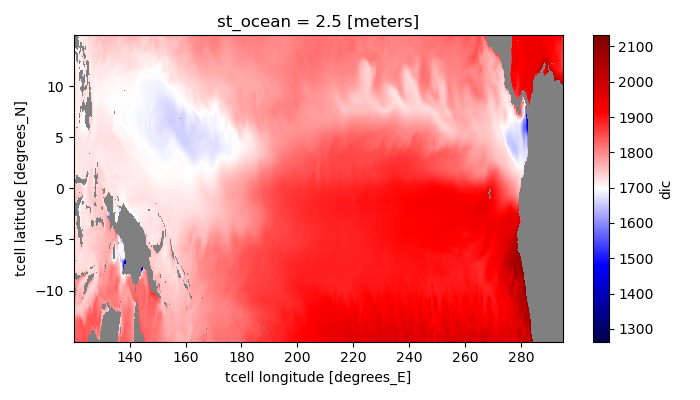 st_ocean = 2.5 [meters]
tcell latitude [degrees_N]
10
5
0
−5
−10
140 160 180 200 220 240 260 280
tcell longitude [degrees_E]
2100
2000
1900
1800
1700
1600
1500
1400
1300
dic